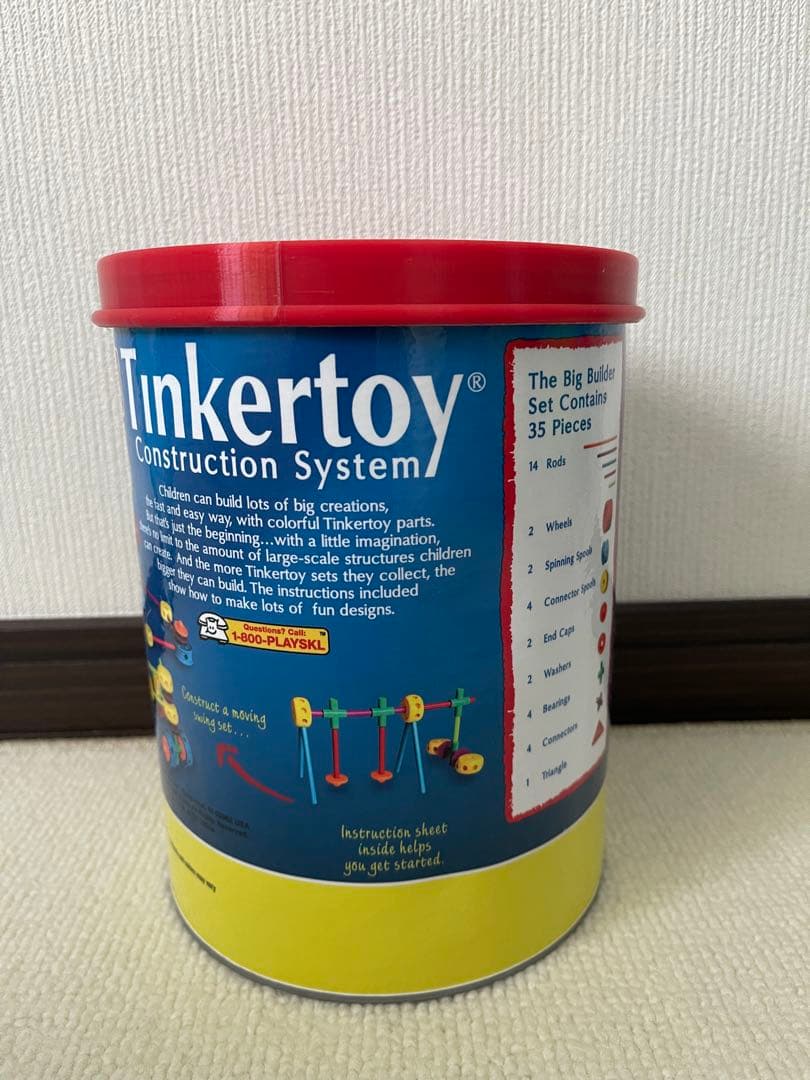 Tinkertoy®
Construction System
Children can build lots of big creations,
the fast and easy way, with colorful Tinkertoy parts.
But that's just the beginning...with a little imagination,
there's no limit to the amount of large-scale structures children
can create. And the more Tinkertoy sets they collect, the
bigger they can build. The instructions included
show how to make lots of fun designs.
Questions? Call:
1-800-PLAYSKL™
Construct a moving
swing set...
Instruction sheet
inside helps
you get started.
USA
Reserved.
may vary
The Big Builder
Set Contains
35 Pieces
14 Rods
2 Wheels
2 Spinning Spools
4 Connector Spools
2 End Caps
2 Washers
4 Bearings
4 Connectors
1 Triangle